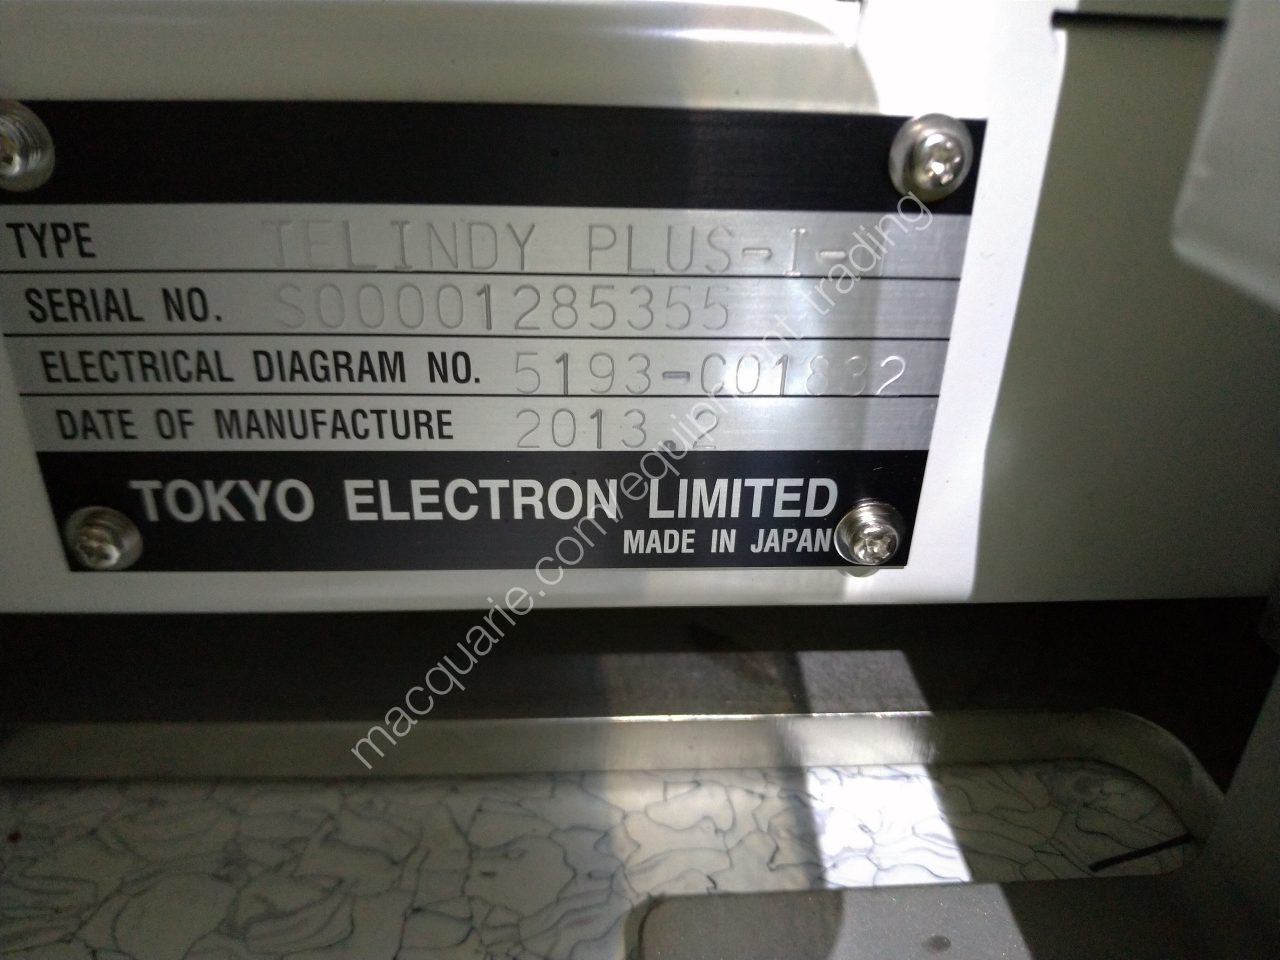 TYPE TELINDY PLUS-I-
SERIAL NO. S00001285355
ELECTRICAL DIAGRAM NO. 5193-C01832
DATE OF MANUFACTURE 2013. 2
TOKYO ELECTRON LIMITED
MADE IN JAPAN
macquarie.com/equipment-trading